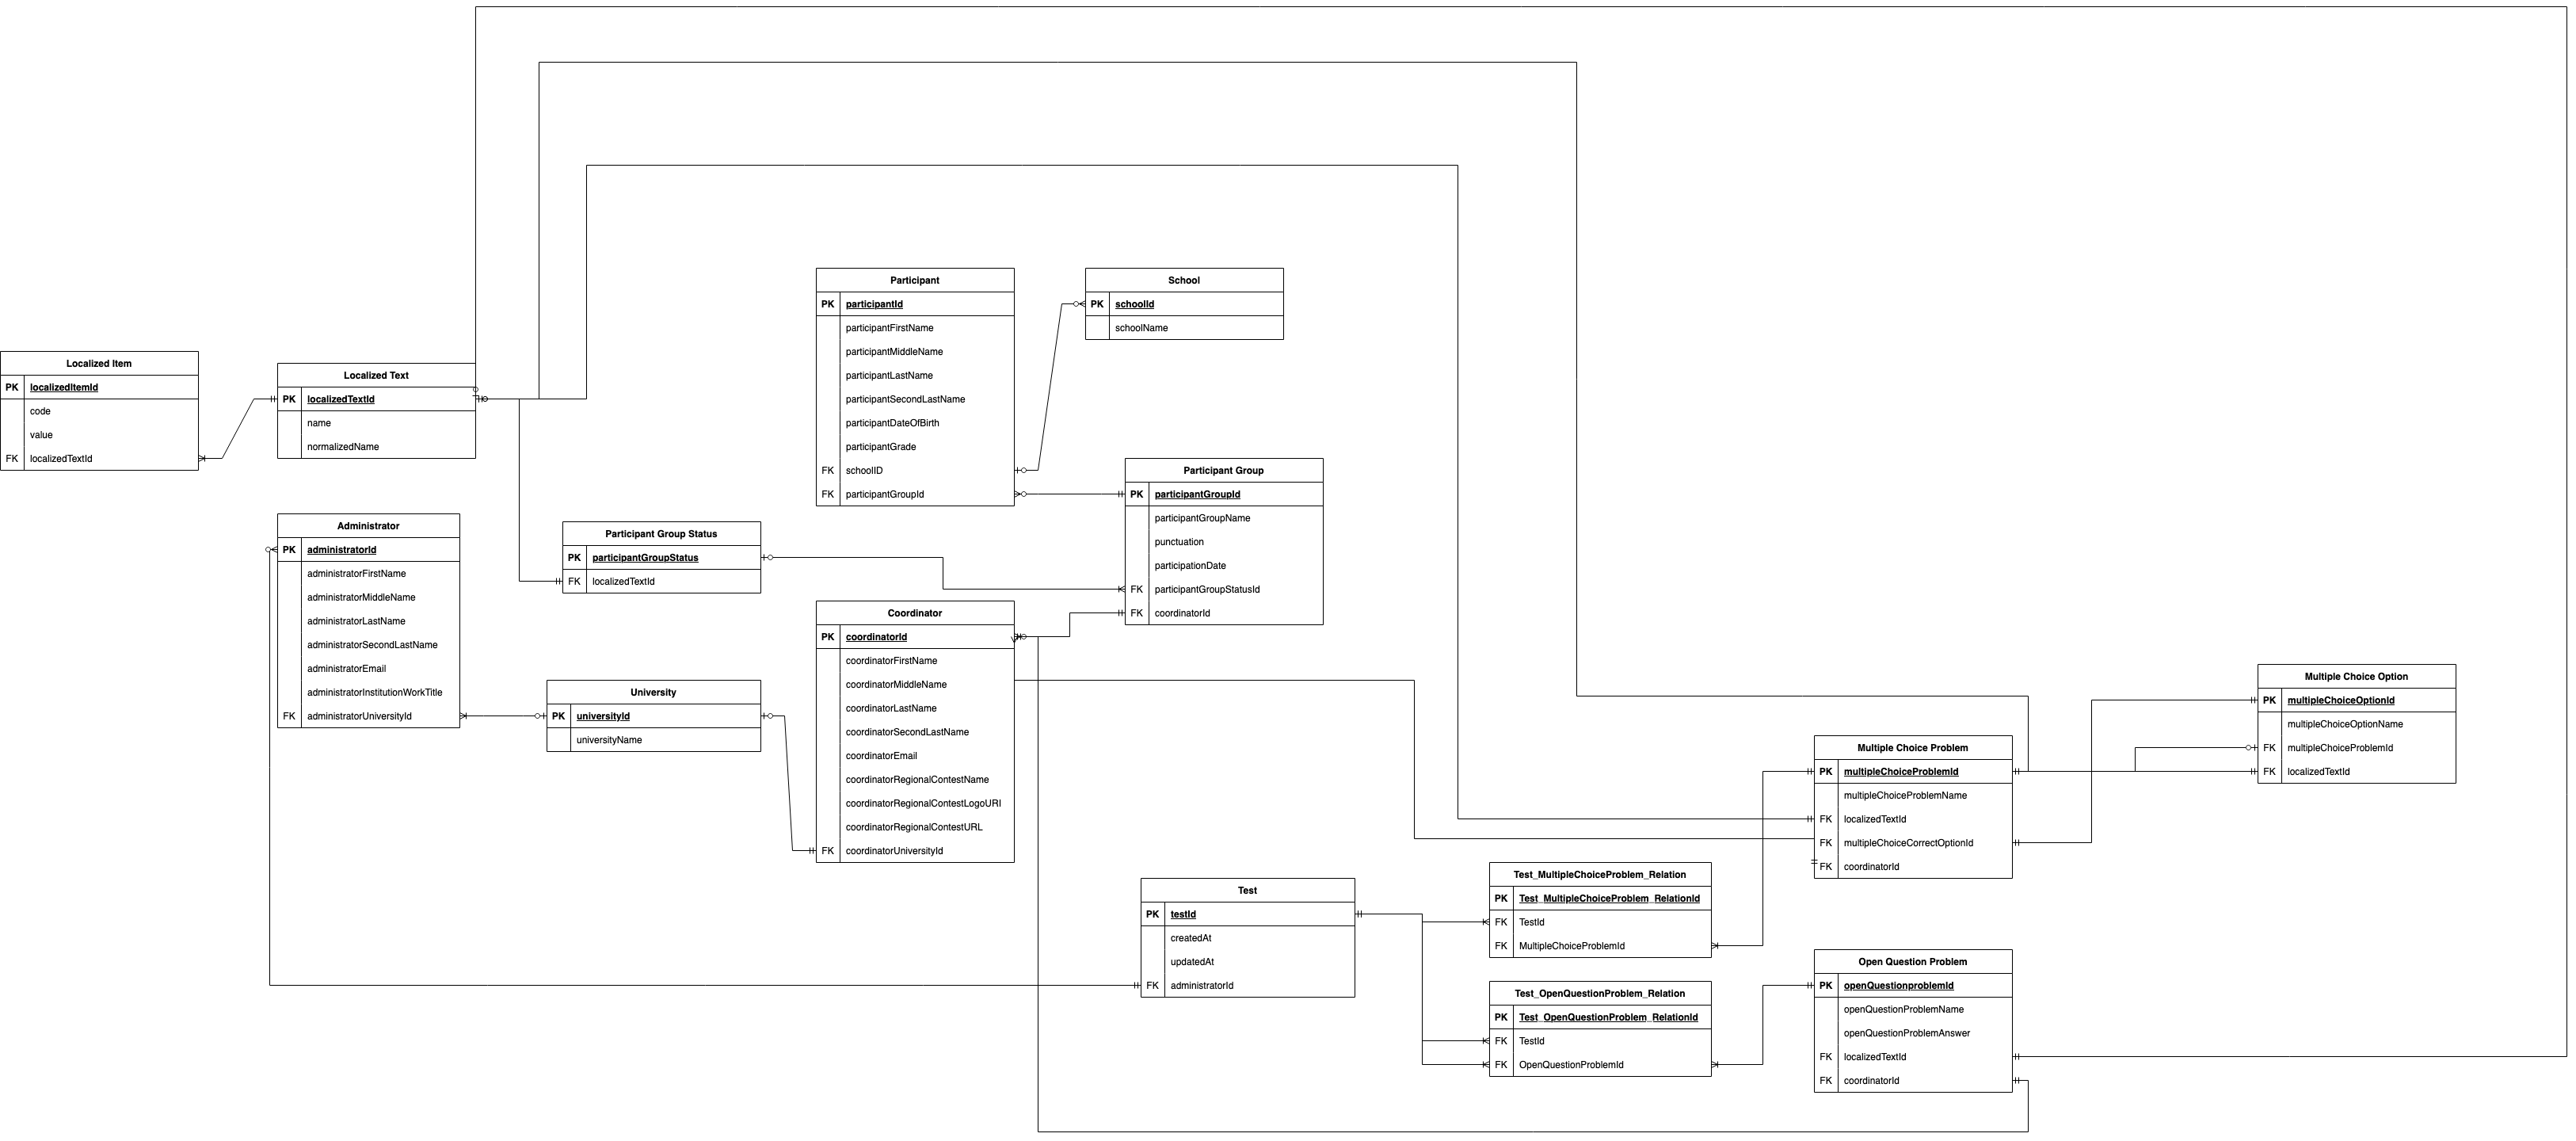 Localized Item
PK localizedItemId
code
value
FK localizedTextId
Localized Text
PK localizedTextId
name
normalizedName
Administrator
PK administratorId
administratorFirstName
administratorMiddleName
administratorLastName
administratorSecondLastName
administratorEmail
administratorInstitutionWorkTitle
FK administratorUniversityId
Participant Group Status
PK participantGroupStatus
FK localizedTextId
University
PK universityId
universityName
Participant
PK participantId
participantFirstName
participantMiddleName
participantLastName
participantSecondLastName
participantDateOfBirth
participantGrade
FK schoolID
FK participantGroupId
School
PK schoolId
schoolName
Participant Group
PK participantGroupId
participantGroupName
punctuation
participationDate
FK participantGroupStatusId
FK coordinatorId
Coordinator
PK coordinatorId
coordinatorFirstName
coordinatorMiddleName
coordinatorLastName
coordinatorSecondLastName
coordinatorEmail
coordinatorRegionalContestName
coordinatorRegionalContestLogoURI
coordinatorRegionalContestURL
FK coordinatorUniversityId
Test
PK testId
createdAt
updatedAt
FK administratorId
Test_MultipleChoiceProblem_Relation
PK Test_MultipleChoiceProblem_RelationId
FK TestId
FK MultipleChoiceProblemId
Test_OpenQuestionProblem_Relation
PK Test_OpenQuestionProblem_RelationId
FK TestId
FK OpenQuestionProblemId
Multiple Choice Problem
PK multipleChoiceProblemId
multipleChoiceProblemName
FK localizedTextId
FK multipleChoiceCorrectOptionId
FK coordinatorId
Open Question Problem
PK openQuestionproblemId
openQuestionProblemName
openQuestionProblemAnswer
FK localizedTextId
FK coordinatorId
Multiple Choice Option
PK multipleChoiceOptionId
multipleChoiceOptionName
FK multipleChoiceProblemId
FK localizedTextId